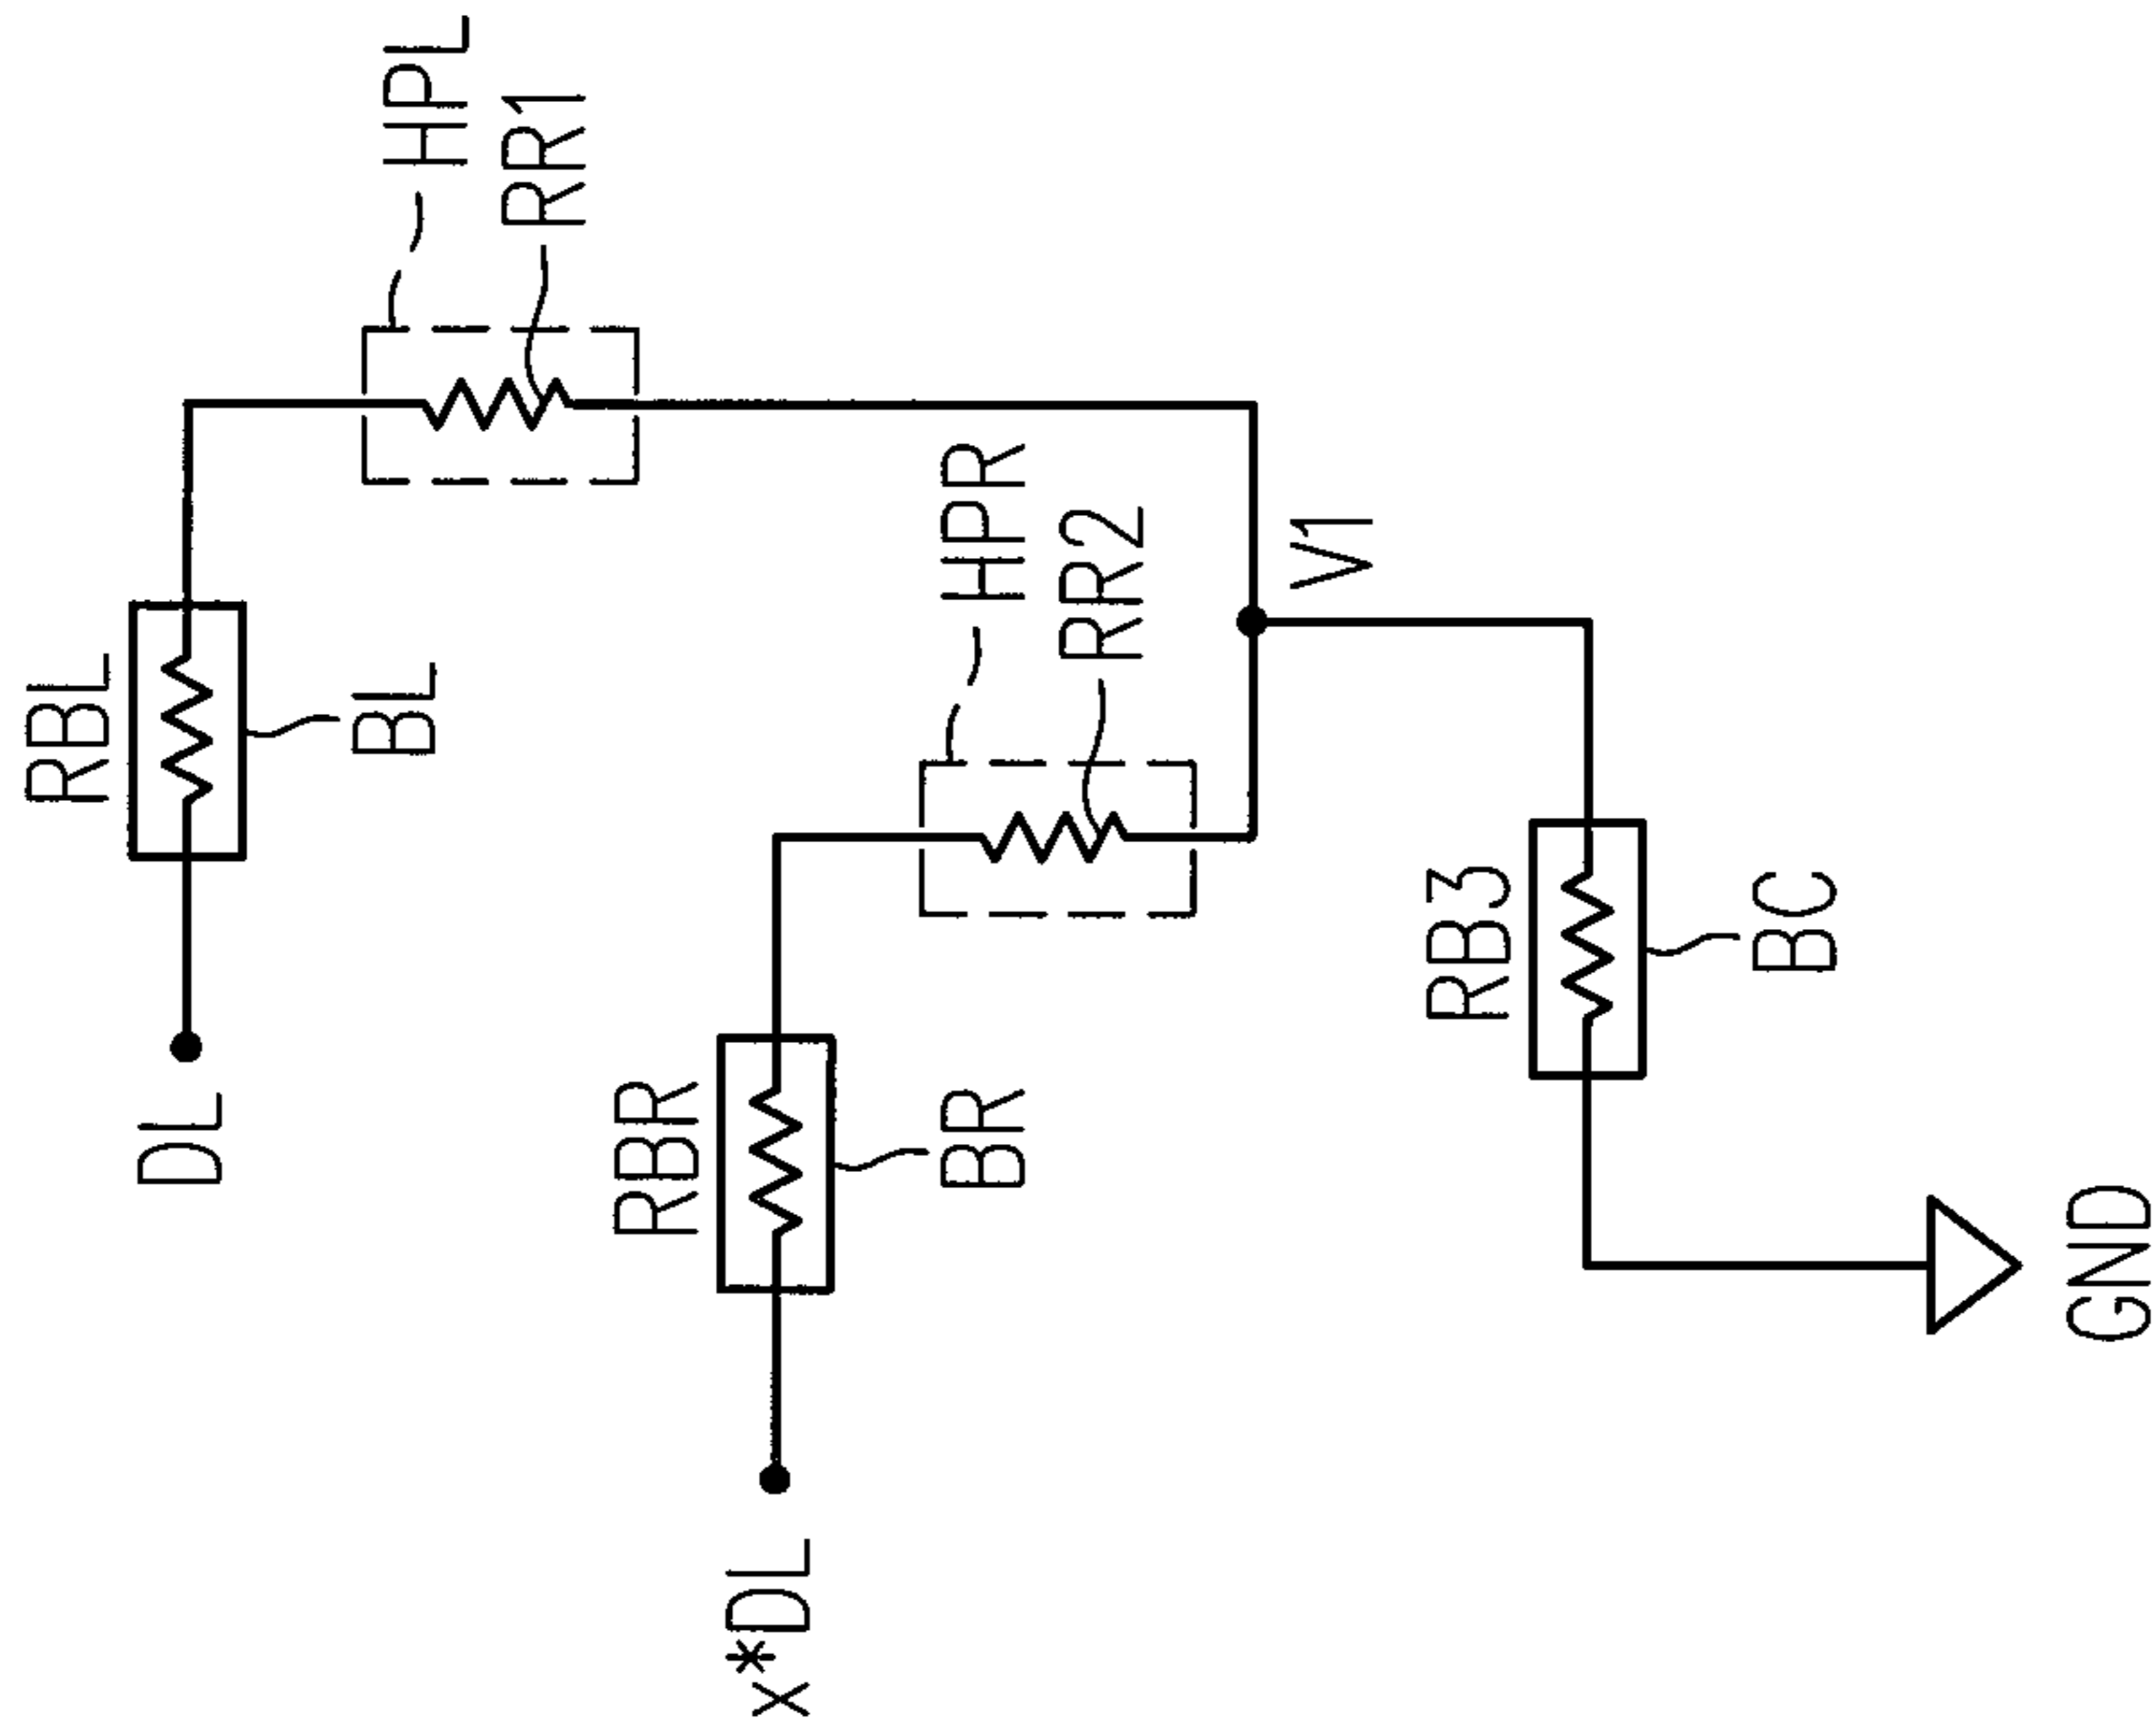 HPL
RR1
RBL
BL
DL
HPR
RR2
V1
RBR
BR
x*DL
RB3
BC
GND